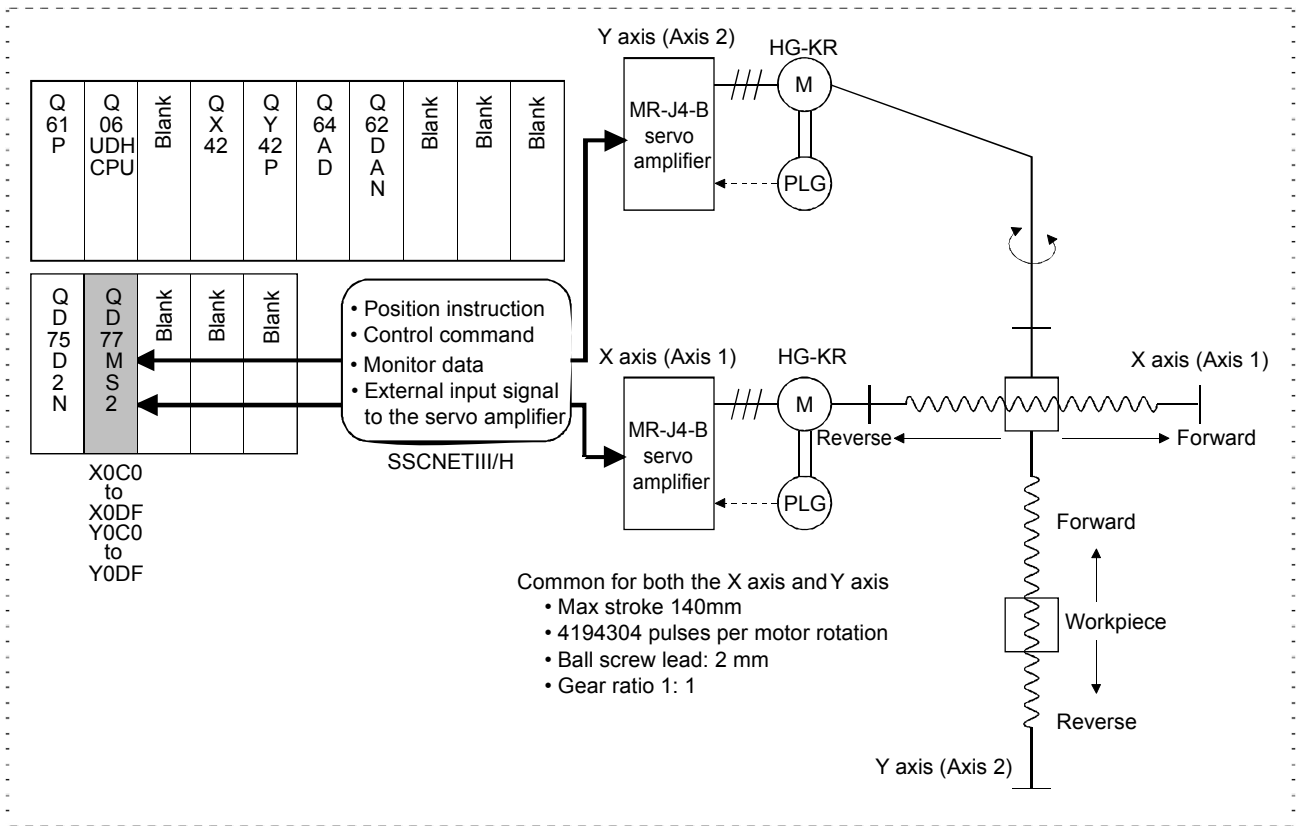 Y axis (Axis 2)
HG-KR
M
MR-J4-B
servo
amplifier
PLG
Q
61
P
Q
06
UDH
CPU
Blank
Q
X
42
Q
Y
42
P
Q
64
A
D
Q
62
D
A
N
Blank
Blank
Blank
Q
D
75
D
2
N
Q
D
77
M
S
2
Blank
Blank
Blank
X0C0
to
X0DF
Y0C0
to
Y0DF
• Position instruction
• Control command
• Monitor data
• External input signal
to the servo amplifier
SSCNETIII/H
X axis (Axis 1)
HG-KR
M
MR-J4-B
servo
amplifier
PLG
X axis (Axis 1)
Reverse
Forward
Forward
Workpiece
Reverse
Y axis (Axis 2)
Common for both the X axis and Y axis
• Max stroke 140mm
• 4194304 pulses per motor rotation
• Ball screw lead: 2 mm
• Gear ratio 1: 1